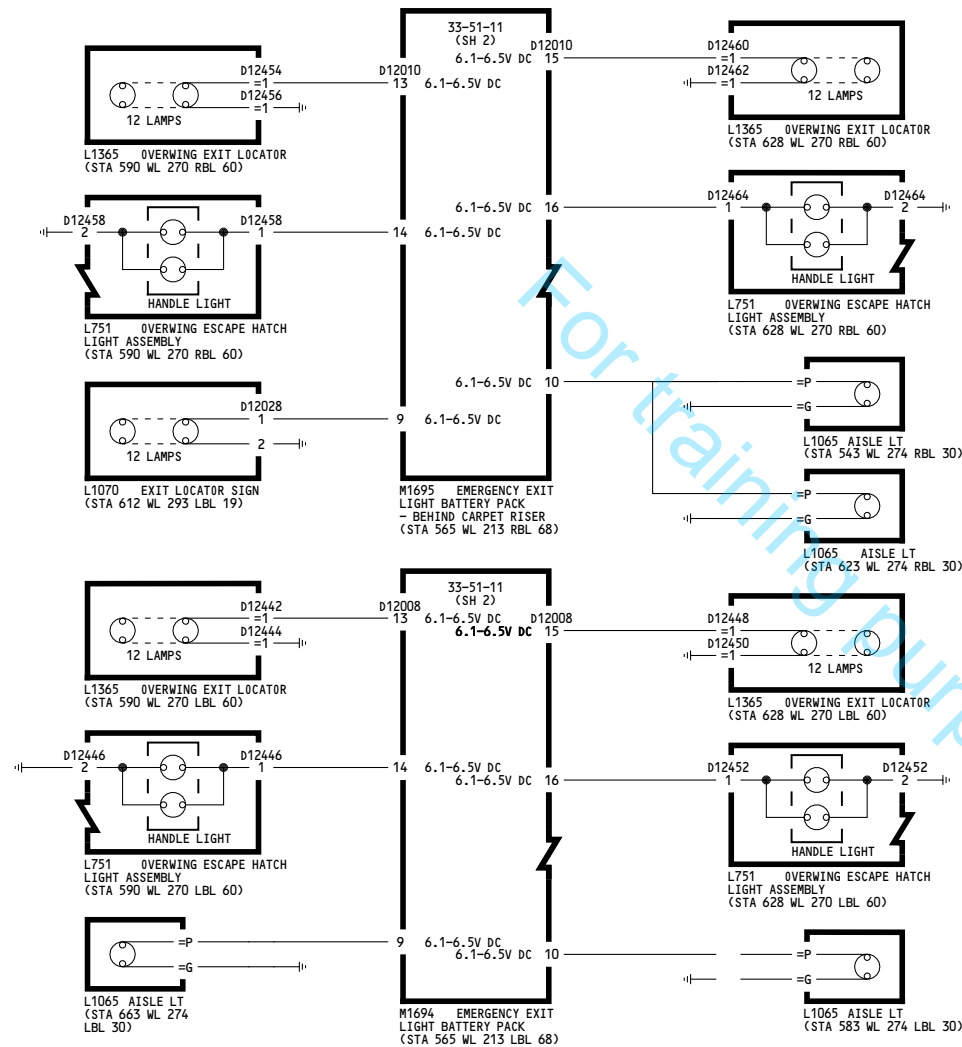 33-51-11
(SH 2)
D12454
=1
D12456
=1
12 LAMPS
L1365 OVERWING EXIT LOCATOR
(STA 590 WL 270 RBL 60)
D12010
13 6.1-6.5V DC
6.1-6.5V DC 15
D12010
D12460
=1
D12462
=1
12 LAMPS
L1365 OVERWING EXIT LOCATOR
(STA 628 WL 270 RBL 60)
D12458
2
D12458
1
HANDLE LIGHT
L751 OVERWING ESCAPE HATCH
LIGHT ASSEMBLY
(STA 590 WL 270 RBL 60)
14 6.1-6.5V DC
6.1-6.5V DC 16
D12464
1
D12464
2
HANDLE LIGHT
L751 OVERWING ESCAPE HATCH
LIGHT ASSEMBLY
(STA 628 WL 270 RBL 60)
D12028
1
2
12 LAMPS
L1070 EXIT LOCATOR SIGN
(STA 612 WL 293 LBL 19)
9 6.1-6.5V DC
6.1-6.5V DC 10
M1695 EMERGENCY EXIT
LIGHT BATTERY PACK
- BEHIND CARPET RISER
(STA 565 WL 213 RBL 68)
=P
=G
L1065 AISLE LT
(STA 543 WL 274 RBL 30)
=P
=G
L1065 AISLE LT
(STA 623 WL 274 RBL 30)
33-51-11
(SH 2)
D12442
=1
D12444
=1
12 LAMPS
L1365 OVERWING EXIT LOCATOR
(STA 590 WL 270 LBL 60)
D12008
13 6.1-6.5V DC
6.1-6.5V DC 15
D12008
D12448
=1
D12450
=1
12 LAMPS
L1365 OVERWING EXIT LOCATOR
(STA 628 WL 270 LBL 60)
D12446
2
D12446
1
HANDLE LIGHT
L751 OVERWING ESCAPE HATCH
LIGHT ASSEMBLY
(STA 590 WL 270 LBL 60)
14 6.1-6.5V DC
6.1-6.5V DC 16
D12452
1
D12452
2
HANDLE LIGHT
L751 OVERWING ESCAPE HATCH
LIGHT ASSEMBLY
(STA 628 WL 270 LBL 60)
=P
=G
L1065 AISLE LT
(STA 663 WL 274
LBL 30)
9 6.1-6.5V DC
6.1-6.5V DC 10
M1694 EMERGENCY EXIT
LIGHT BATTERY PACK
(STA 565 WL 213 LBL 68)
=P
=G
L1065 AISLE LT
(STA 583 WL 274 LBL 30)
For training purp